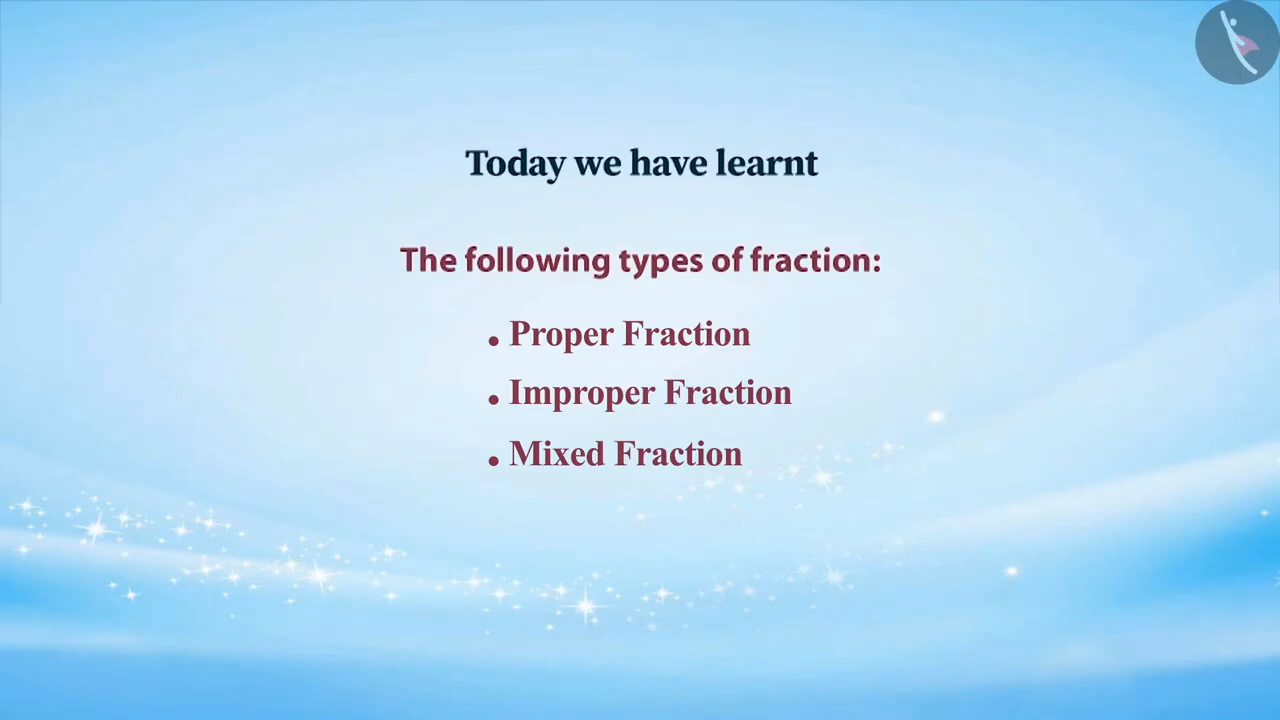 Today we have learnt
The following types of fraction:
. Proper Fraction
. Improper Fraction
. Mixed Fraction